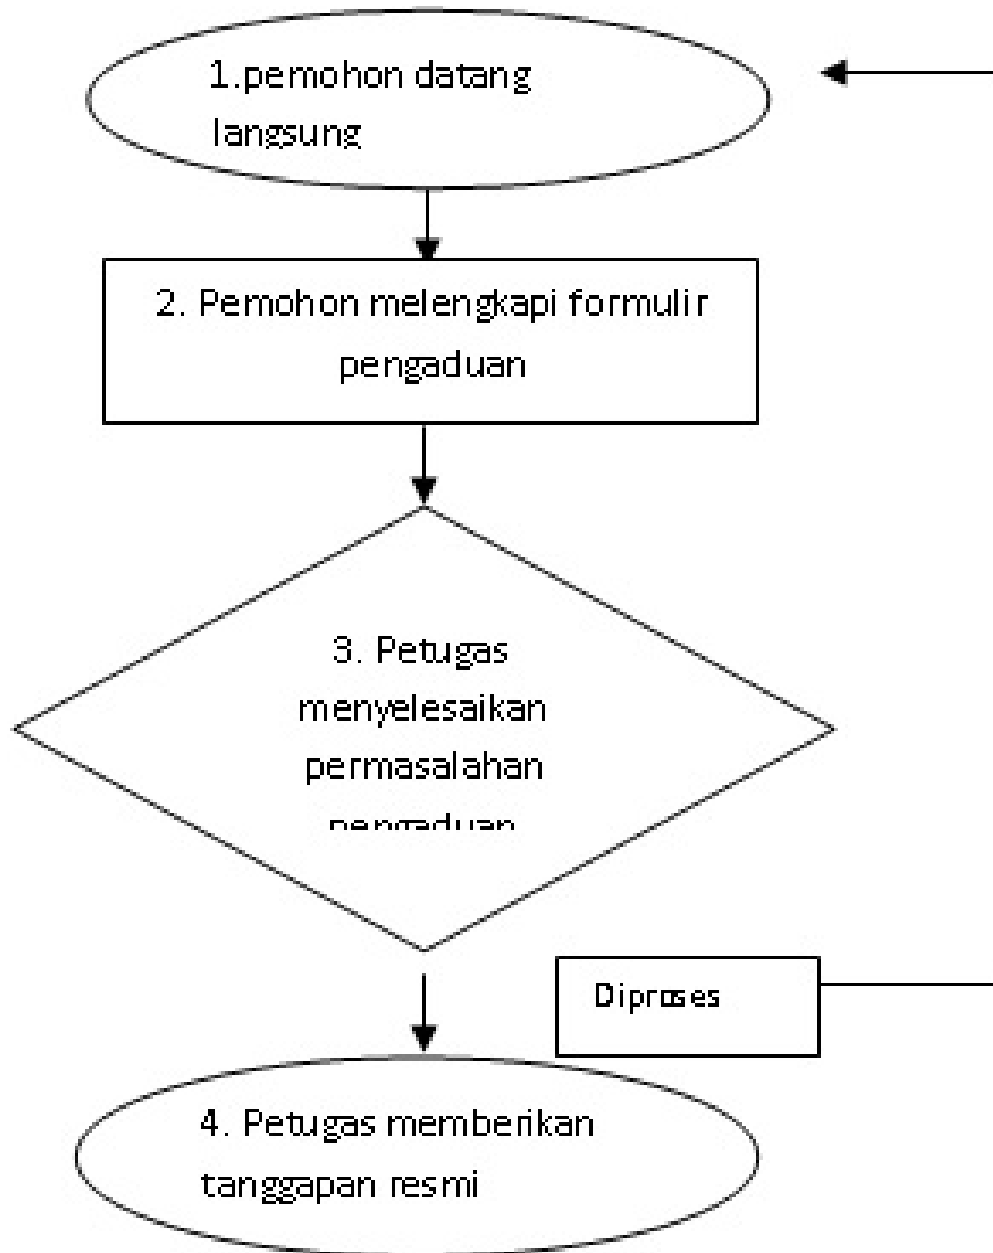 1.pemohon datang
langsung
2. Pemohon melengkapi formulir
pengaduan
3. Petugas
menyelesaikan
permasalahan
pengaduan
Diproses
4. Petugas memberikan
tanggapan resmi